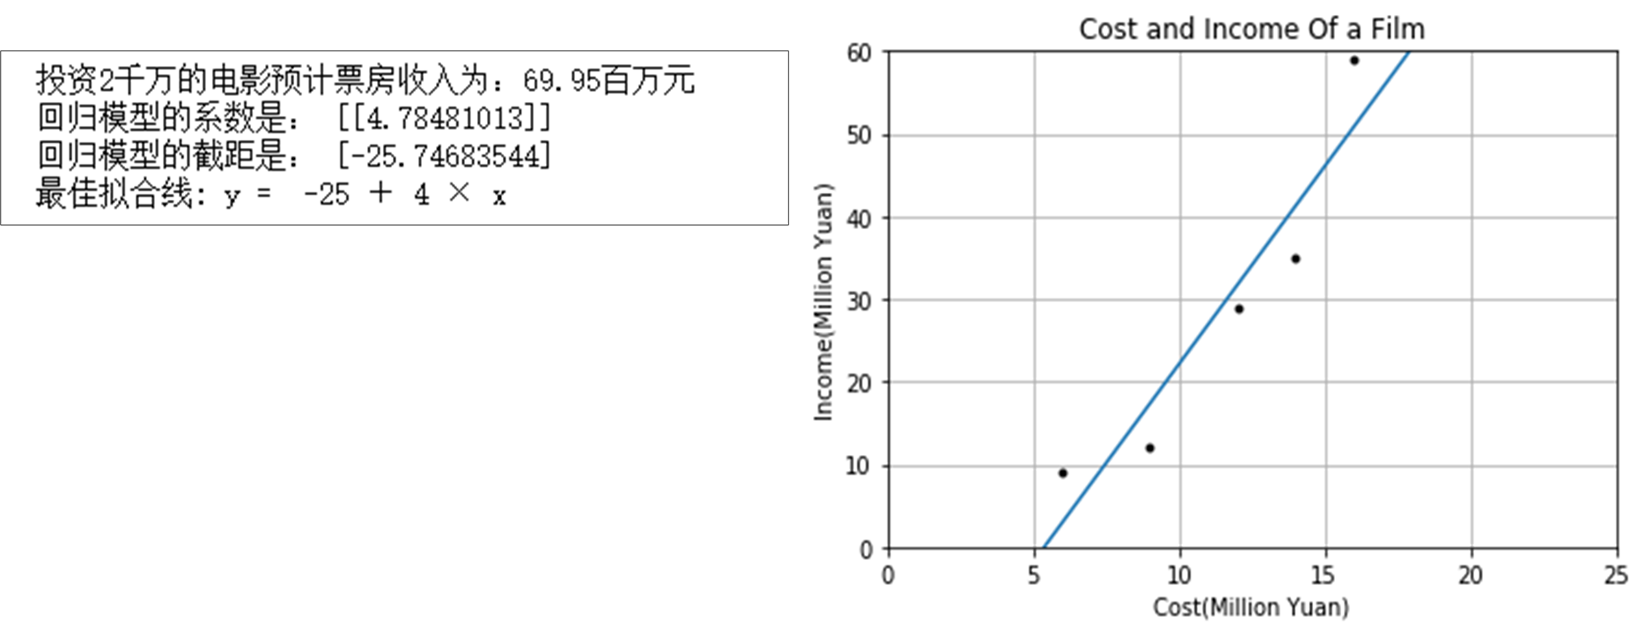 投资2千万的电影预计票房收入为：69.95百万元
回归模型的系数是： [[4.78481013]]
回归模型的截距是： [-25.74683544]
最佳拟合线: y =  -25 ＋ 4 × x
Cost and Income Of a Film
60
50
40
30
20
10
0
Income(Million Yuan)
0 5 10 15 20 25
Cost(Million Yuan)